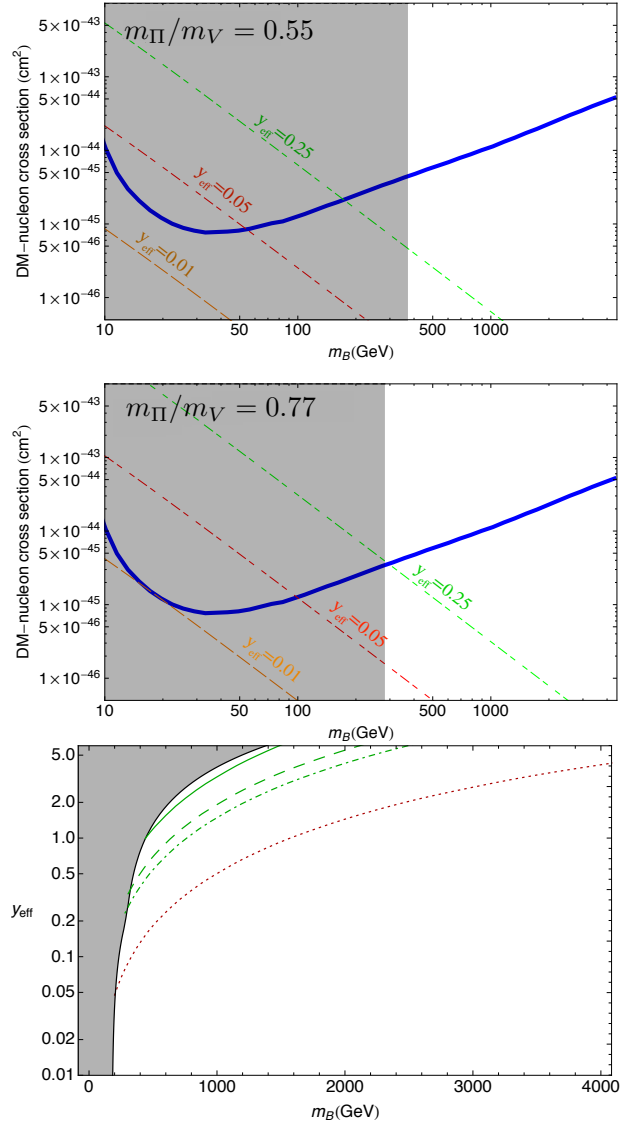 m_Π/m_V = 0.55
DM−nucleon cross section (cm²)
5×10⁻⁴³
1×10⁻⁴³
5×10⁻⁴⁴
1×10⁻⁴⁴
5×10⁻⁴⁵
1×10⁻⁴⁵
5×10⁻⁴⁶
1×10⁻⁴⁶
y_eff=0.25
y_eff=0.05
y_eff=0.01
10 50 100 500 1000
m_B(GeV)
m_Π/m_V = 0.77
DM−nucleon cross section (cm²)
5×10⁻⁴³
1×10⁻⁴³
5×10⁻⁴⁴
1×10⁻⁴⁴
5×10⁻⁴⁵
1×10⁻⁴⁵
5×10⁻⁴⁶
1×10⁻⁴⁶
y_eff=0.25
y_eff=0.05
y_eff=0.01
10 50 100 500 1000
m_B(GeV)
5.0
2.0
1.0
0.5
y_eff
0.2
0.1
0.05
0.02
0.01
0 1000 2000 3000 4000
m_B(GeV)